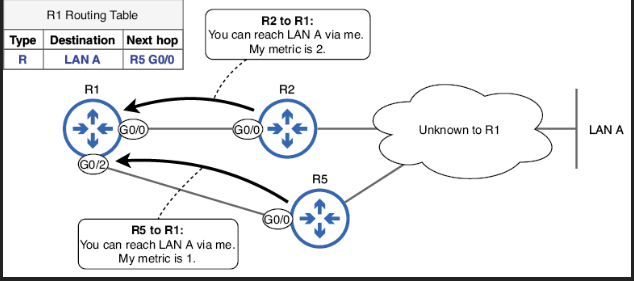 R1 Routing Table
Type Destination Next hop
R LAN A R5 G0/0
R2 to R1:
You can reach LAN A via me.
My metric is 2.
R1
R2
G0/0
G0/0
Unknown to R1
LAN A
G0/2
R5
G0/0
R5 to R1:
You can reach LAN A via me.
My metric is 1.